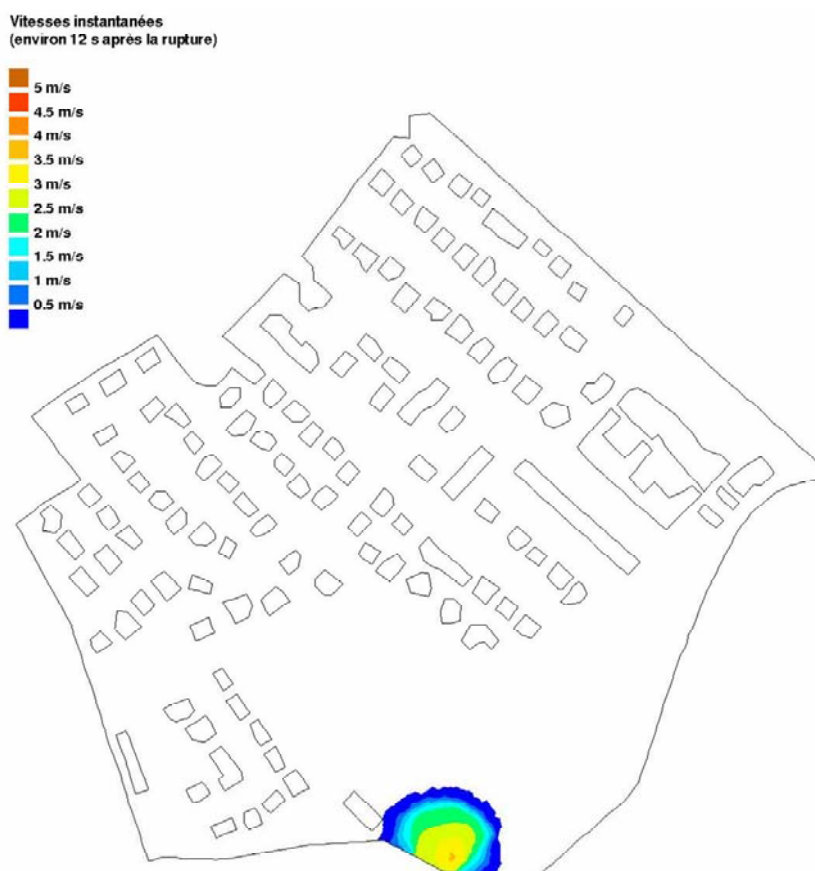 Vitesses instantanées
(environ 12 s après la rupture)
5 m/s
4.5 m/s
4 m/s
3.5 m/s
3 m/s
2.5 m/s
2 m/s
1.5 m/s
1 m/s
0.5 m/s